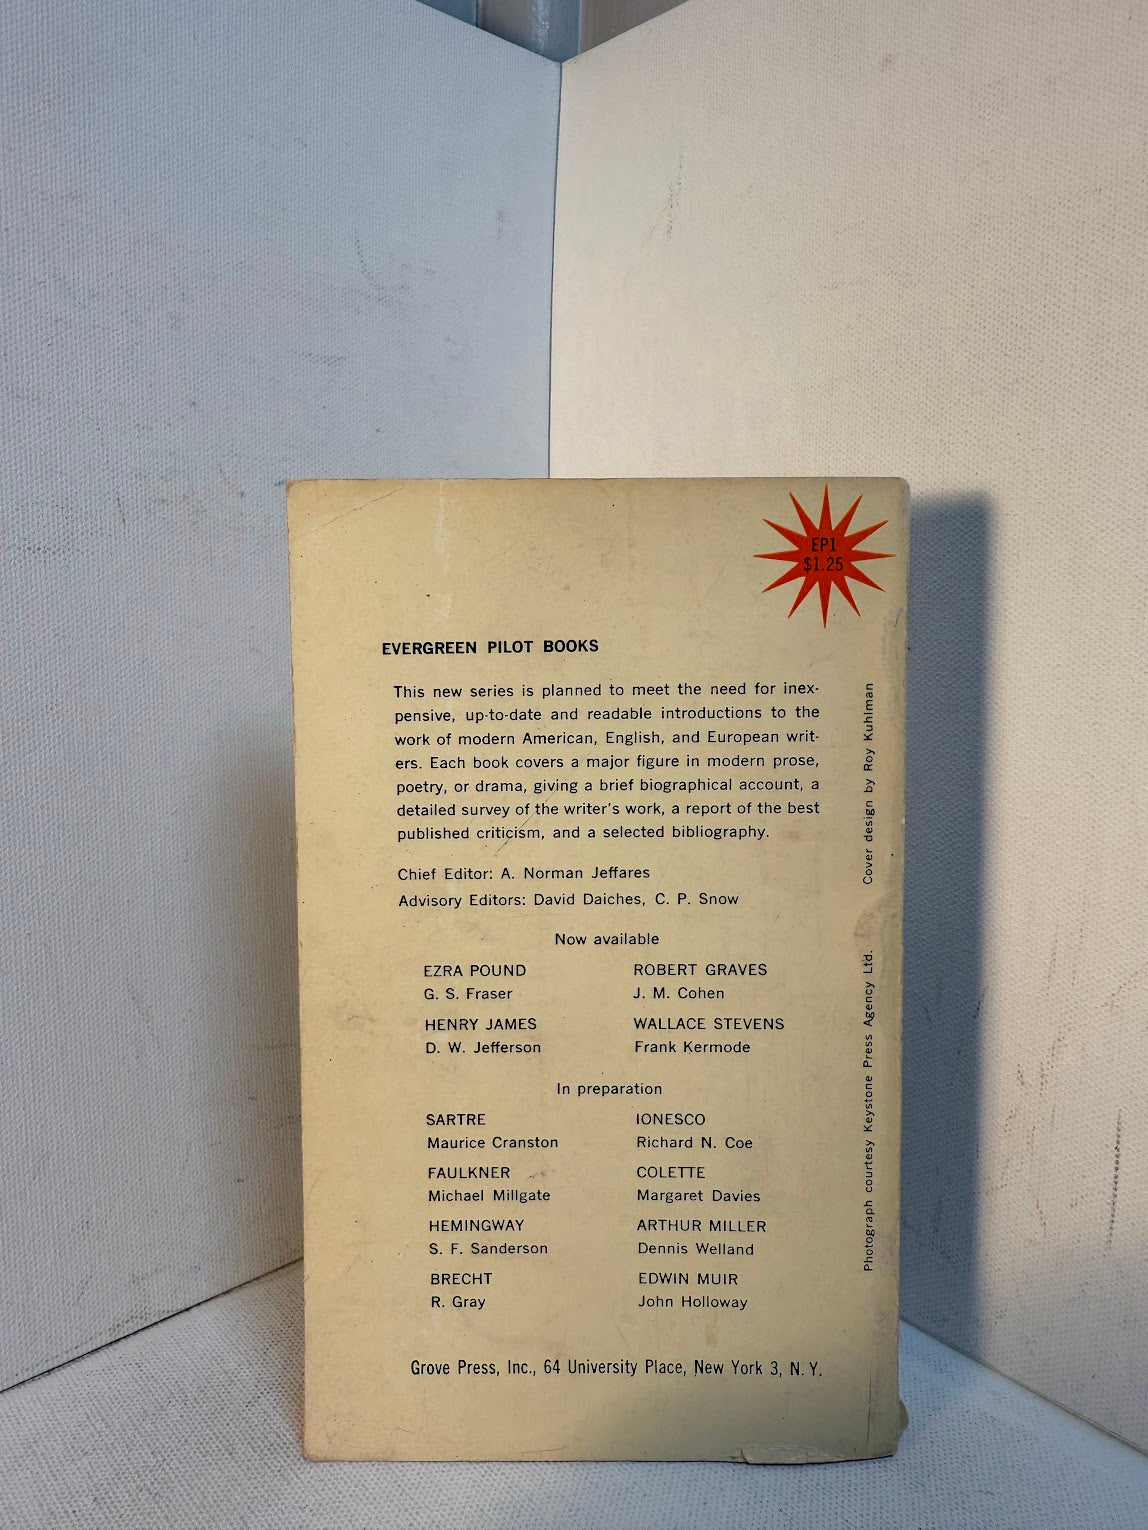 EP1
$1.25
EVERGREEN PILOT BOOKS
This new series is planned to meet the need for inex-
pensive, up-to-date and readable introductions to the
work of modern American, English, and European writ-
ers. Each book covers a major figure in modern prose,
poetry, or drama, giving a brief biographical account, a
detailed survey of the writer's work, a report of the best
published criticism, and a selected bibliography.
Chief Editor: A. Norman Jeffares
Advisory Editors: David Daiches, C. P. Snow
Now available
EZRA POUND
G. S. Fraser
ROBERT GRAVES
J. M. Cohen
HENRY JAMES
D. W. Jefferson
WALLACE STEVENS
Frank Kermode
In preparation
SARTRE
Maurice Cranston
IONESCO
Richard N. Coe
FAULKNER
Michael Millgate
COLETTE
Margaret Davies
HEMINGWAY
S. F. Sanderson
ARTHUR MILLER
Dennis Welland
BRECHT
R. Gray
EDWIN MUIR
John Holloway
Grove Press, Inc., 64 University Place, New York 3, N. Y.
Photograph courtesy Keystone Press Agency Ltd. Cover design by Roy Kuhlman